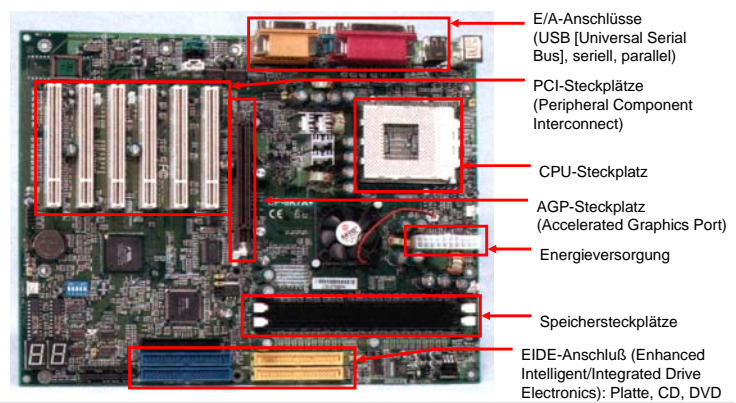 E/A-Anschlüsse
(USB [Universal Serial
Bus], seriell, parallel)
PCI-Steckplätze
(Peripheral Component
Interconnect)
CPU-Steckplatz
AGP-Steckplatz
(Accelerated Graphics Port)
Energieversorgung
Speichersteckplätze
EIDE-Anschluß (Enhanced
Intelligent/Integrated Drive
Electronics): Platte, CD, DVD
CE